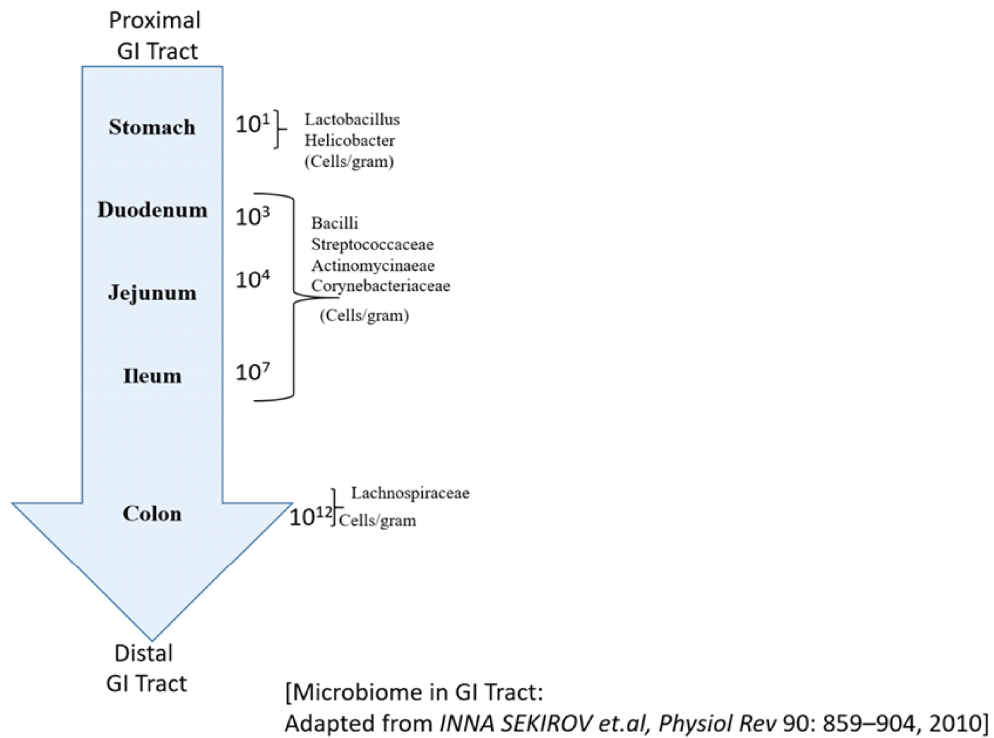 Proximal
GI Tract
Stomach
10¹
Lactobacillus
Helicobacter
(Cells/gram)
Duodenum
10³
Bacilli
Streptococcaceae
Actinomycinaeae
Corynebacteriaceae
(Cells/gram)
Jejunum
10⁴
Ileum
10⁷
Colon
10¹²
Lachnospiraceae
Cells/gram
Distal
GI Tract
[Microbiome in GI Tract:
Adapted from INNA SEKIROV et.al, Physiol Rev 90: 859–904, 2010]